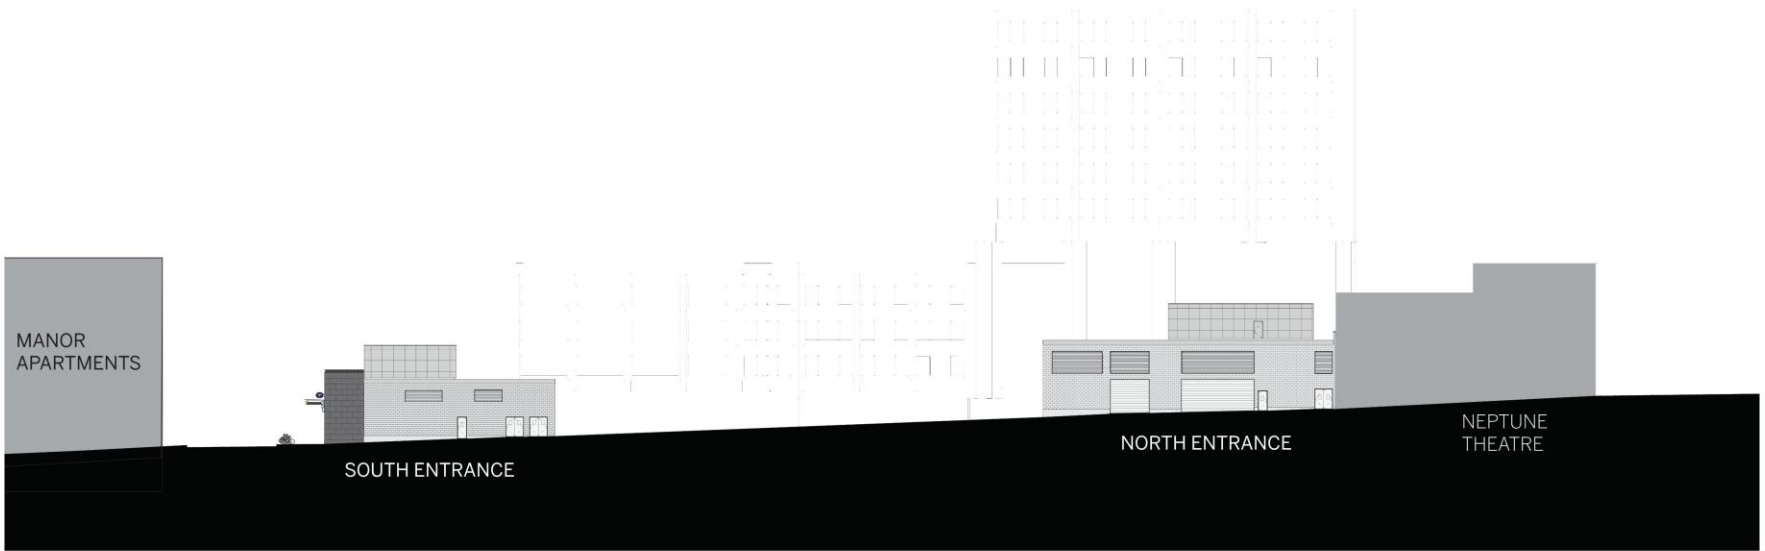 MANOR
APARTMENTS
SOUTH ENTRANCE
NORTH ENTRANCE
NEPTUNE
THEATRE